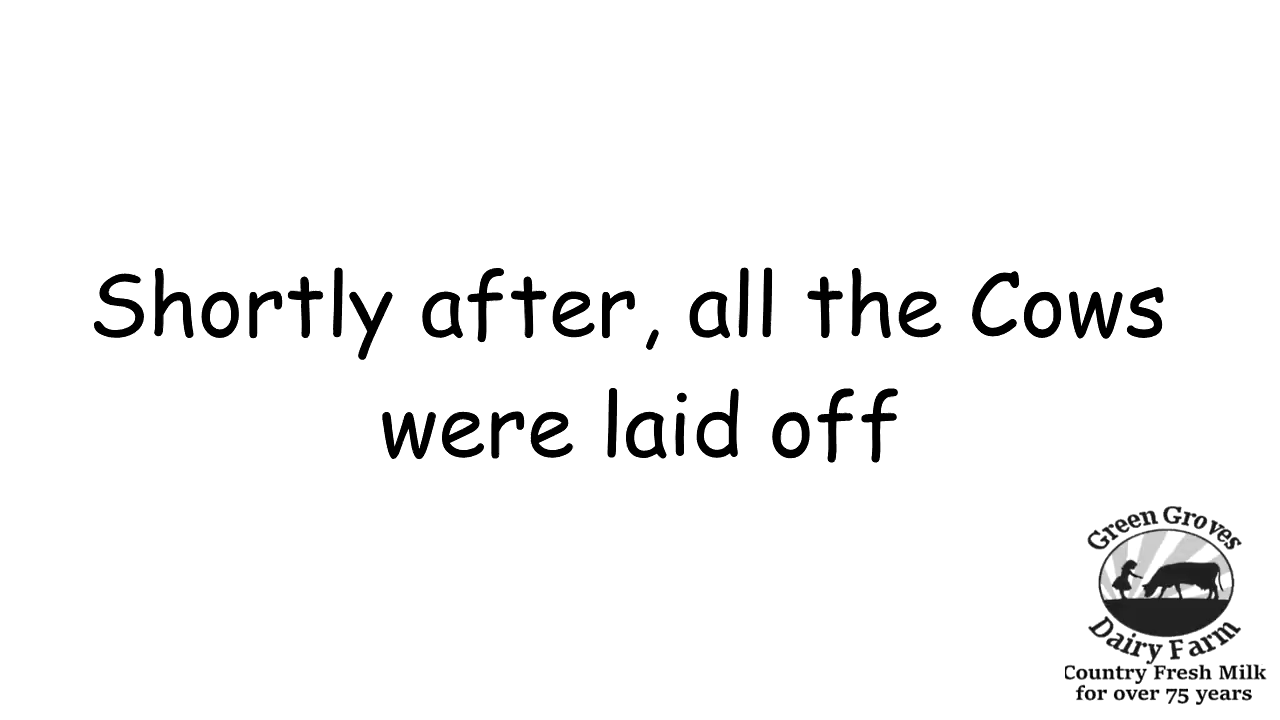 Shortly after, all the Cows
were laid off
Green Groves
Dairy Farm
Country Fresh Milk
for over 75 years